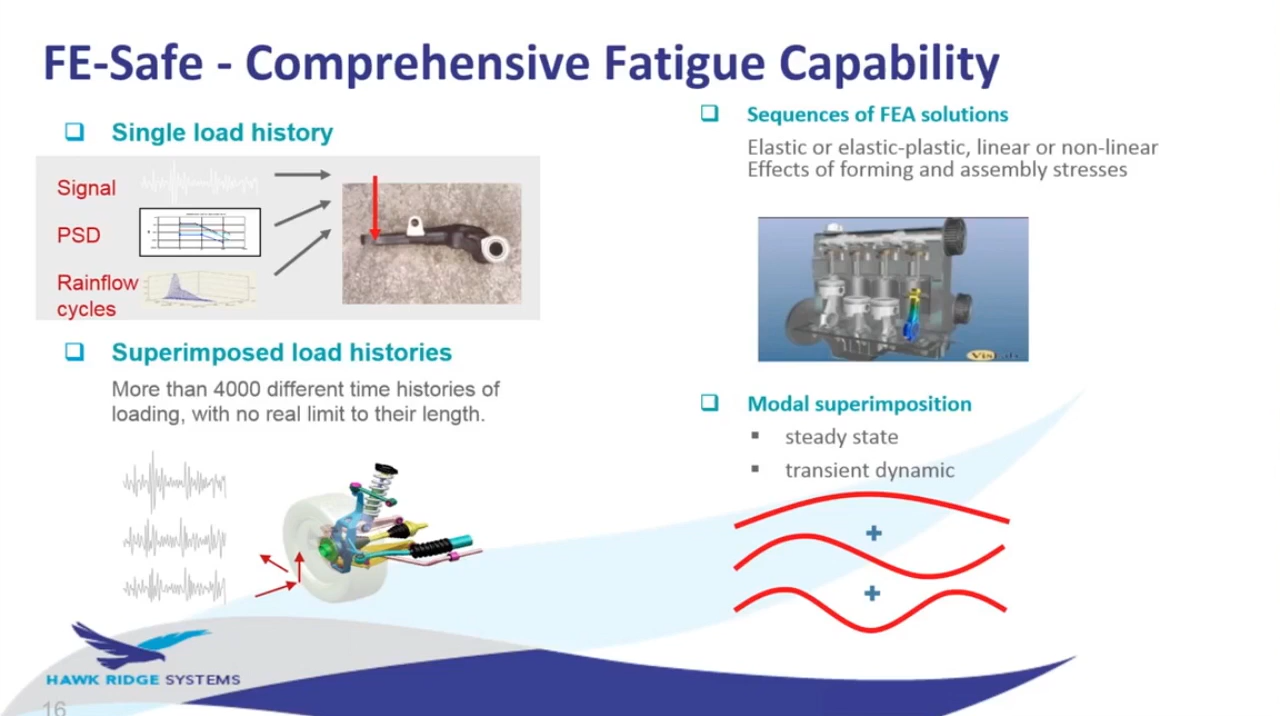 FE-Safe - Comprehensive Fatigue Capability
Single load history
Signal
PSD
Rainflow
cycles
Superimposed load histories
More than 4000 different time histories of
loading, with no real limit to their length.
Sequences of FEA solutions
Elastic or elastic-plastic, linear or non-linear
Effects of forming and assembly stresses
Modal superimposition
steady state
transient dynamic
+
+
HAWK RIDGE SYSTEMS
16